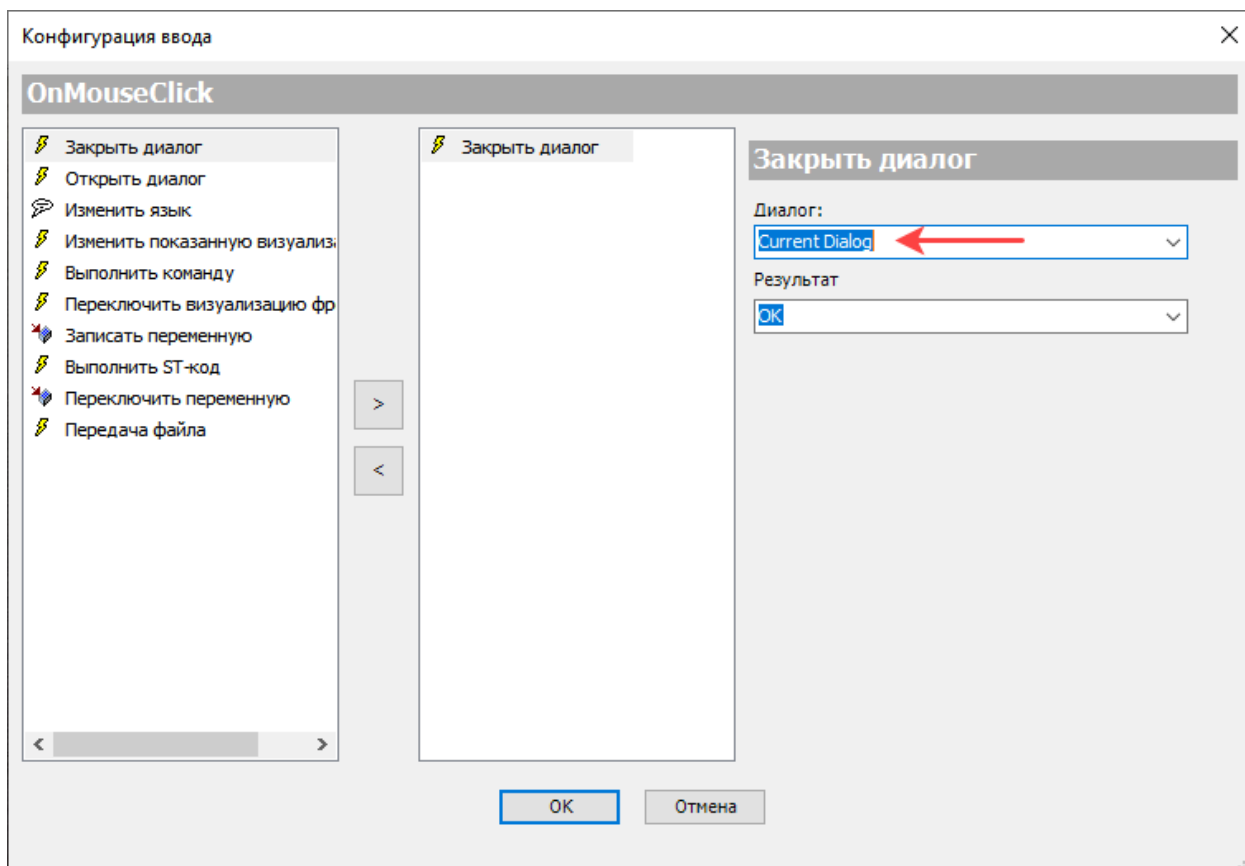 Конфигурация ввода
OnMouseClick
Закрыть диалог
Открыть диалог
Изменить язык
Изменить показанную визуализа
Выполнить команду
Переключить визуализацию фр
Записать переменную
Выполнить ST-код
Переключить переменную
Передача файла
>
<
Закрыть диалог
Закрыть диалог
Диалог:
Current Dialog
Результат
OK
OK
Отмена